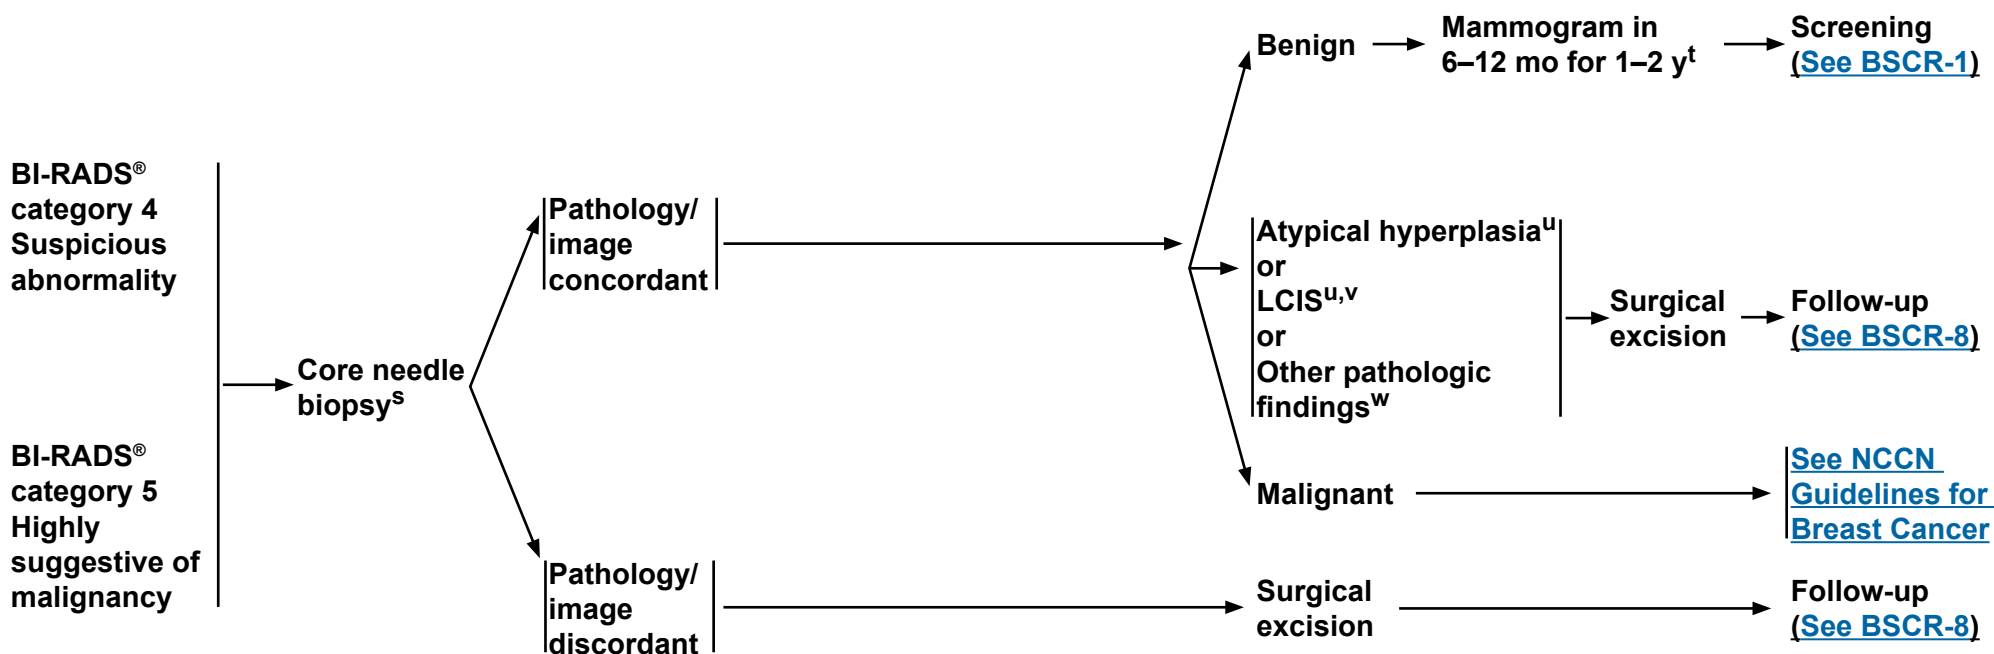 BI-RADS®
category 4
Suspicious
abnormality
BI-RADS®
category 5
Highly
suggestive of
malignancy
Core needle
biopsyˢ
Pathology/
image
concordant
Pathology/
image
discordant
Benign
Mammogram in
6–12 mo for 1–2 yᵗ
Screening
(See BSCR-1)
Atypical hyperplasiaᵘ
or
LCISᵘ,ᵛ
or
Other pathologic
findingsʷ
Surgical
excision
Follow-up
(See BSCR-8)
Malignant
See NCCN
Guidelines for
Breast Cancer
Surgical
excision
Follow-up
(See BSCR-8)